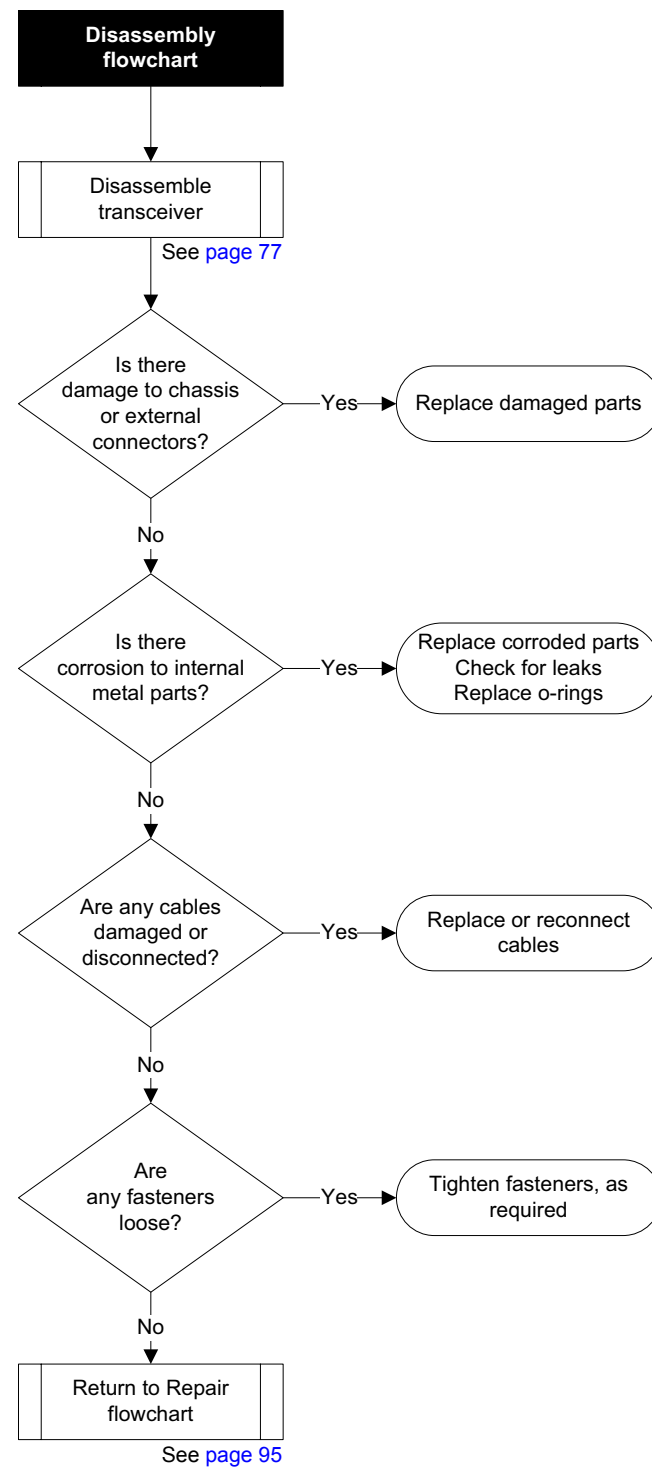 Disassembly
flowchart
Disassemble
transceiver
See page 77
Is there
damage to chassis
or external
connectors?
Yes
Replace damaged parts
No
Is there
corrosion to internal
metal parts?
Yes
Replace corroded parts
Check for leaks
Replace o-rings
No
Are any cables
damaged or
disconnected?
Yes
Replace or reconnect
cables
No
Are
any fasteners
loose?
Yes
Tighten fasteners, as
required
No
Return to Repair
flowchart
See page 95